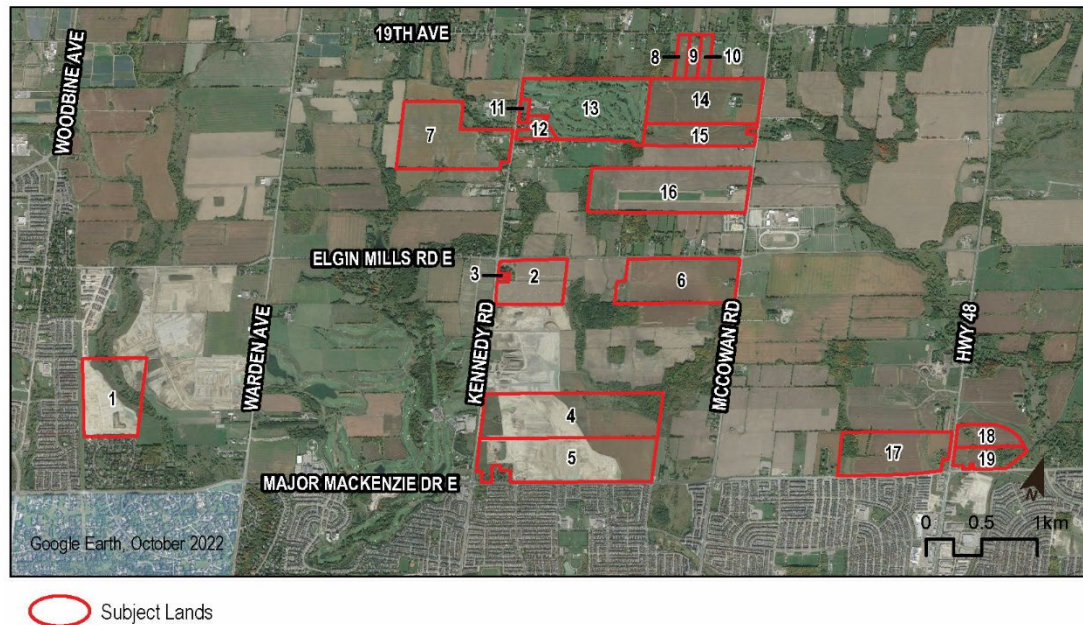 19TH AVE
WOODBINE AVE
8
9
10
11
13
14
12
15
7
16
ELGIN MILLS RD E
3
2
6
KENNEDY RD
WARDEN AVE
MCCOWAN RD
HWY 48
1
4
5
17
18
19
MAJOR MACKENZIE DR E
N
0 0.5 1km
Google Earth, October 2022
Subject Lands